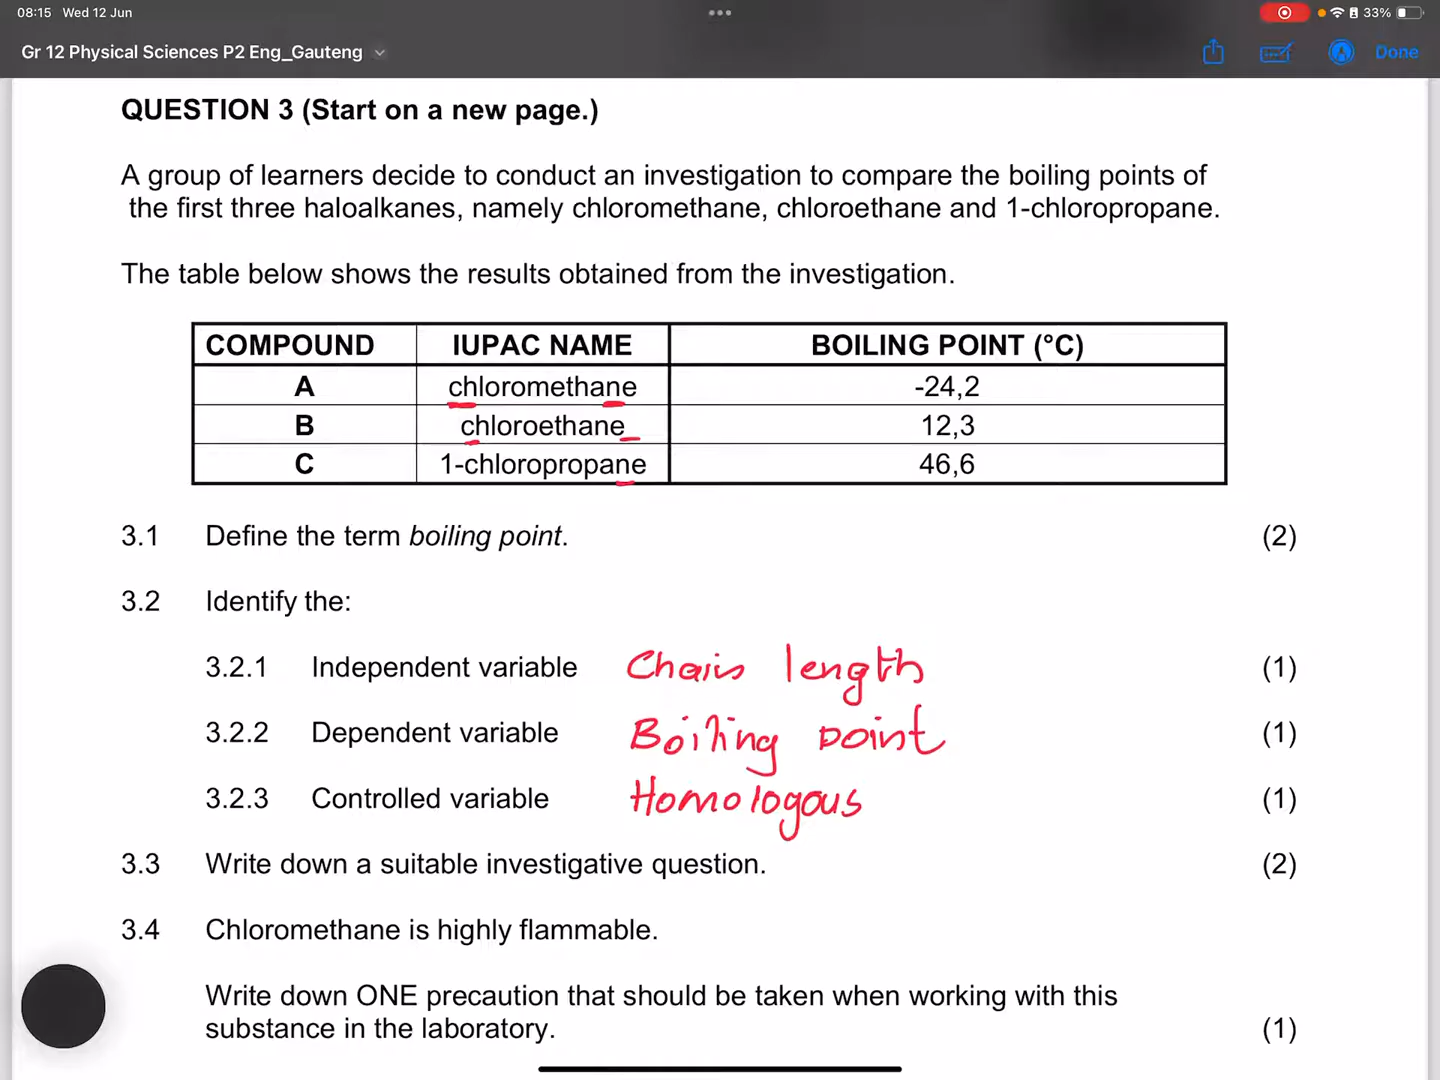 08:15 Wed 12 Jun
33%
Gr 12 Physical Sciences P2 Eng_Gauteng
Done
QUESTION 3 (Start on a new page.)
A group of learners decide to conduct an investigation to compare the boiling points of
the first three haloalkanes, namely chloromethane, chloroethane and 1-chloropropane.
The table below shows the results obtained from the investigation.
COMPOUND IUPAC NAME BOILING POINT (°C)
A chloromethane -24,2
B chloroethane 12,3
C 1-chloropropane 46,6
3.1 Define the term boiling point. (2)
3.2 Identify the:
3.2.1 Independent variable Chain length (1)
3.2.2 Dependent variable Boiling point (1)
3.2.3 Controlled variable Homologous (1)
3.3 Write down a suitable investigative question. (2)
3.4 Chloromethane is highly flammable.
Write down ONE precaution that should be taken when working with this
substance in the laboratory. (1)